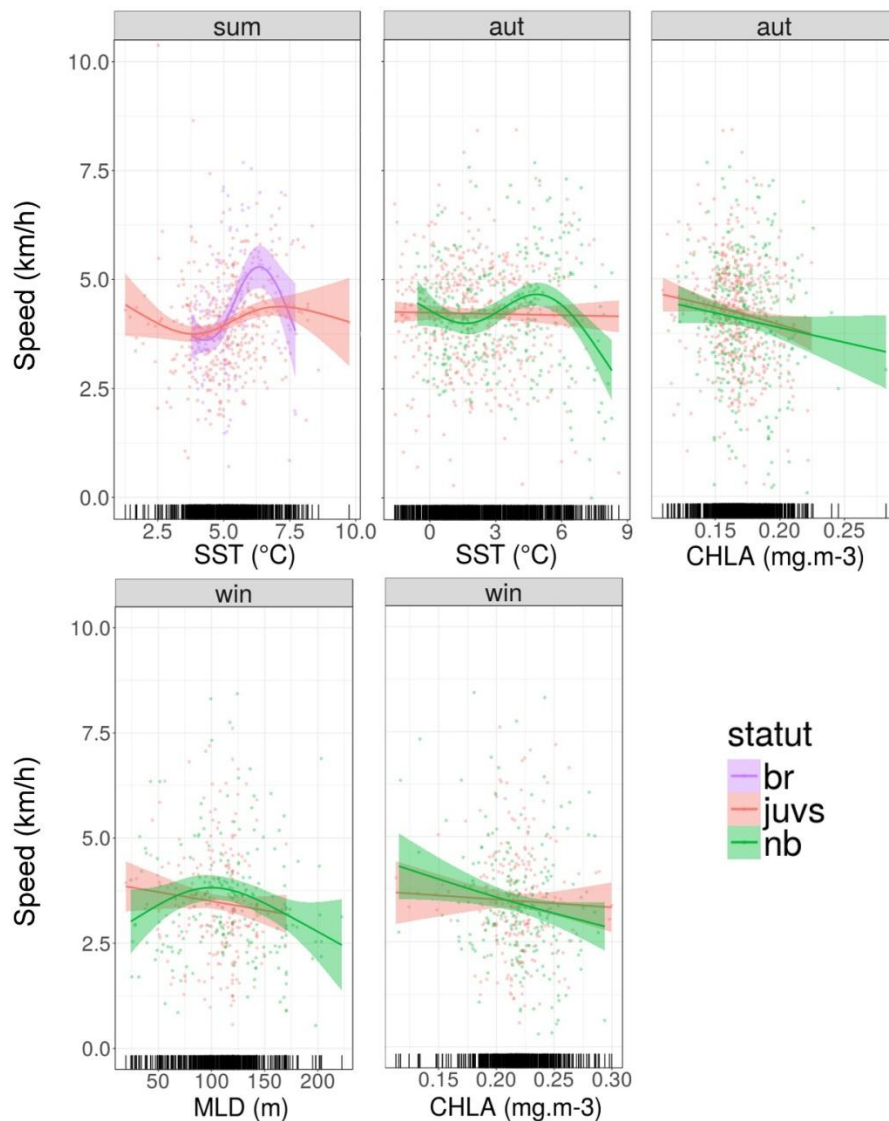 sum aut aut
10.0
7.5
5.0
2.5
0.0
Speed (km/h)
2.5 5.0 7.5 10.0 0 3 6 9 0.15 0.20 0.25
SST (°C) SST (°C) CHLA (mg.m-3)
win win
10.0
7.5
5.0
2.5
0.0
Speed (km/h)
statut
br
juvs
nb
50 100 150 200 0.15 0.20 0.25 0.30
MLD (m) CHLA (mg.m-3)